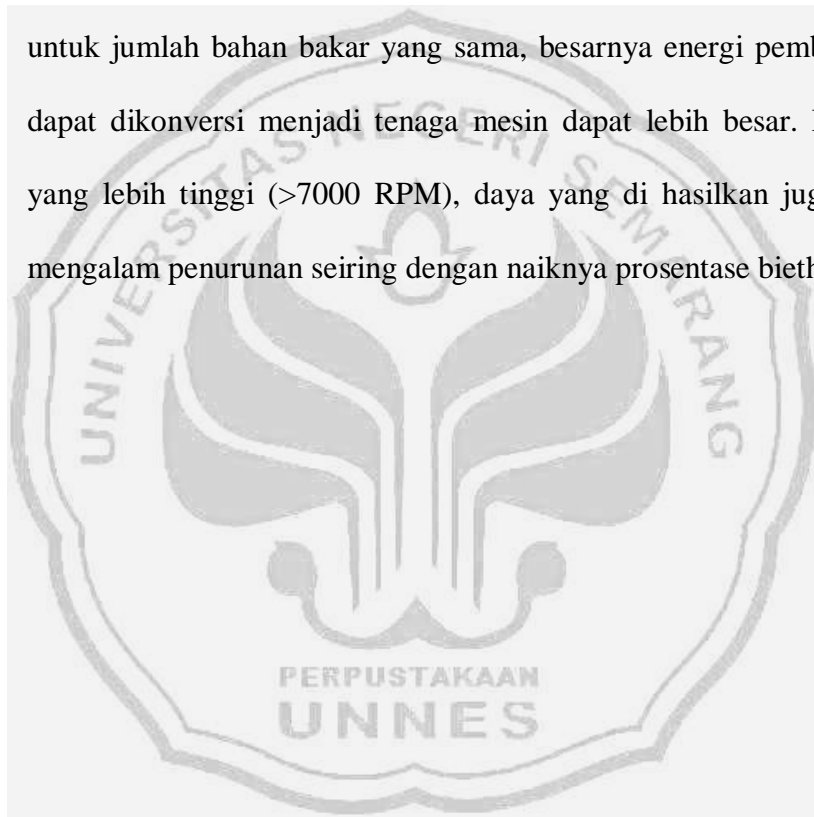 untuk jumlah bahan bakar yang sama, besarnya energi pemb
dapat dikonversi menjadi tenaga mesin dapat lebih besar.
yang lebih tinggi (>7000 RPM), daya yang di hasilkan jug
mengalam penurunan seiring dengan naiknya prosentase bieth
UNIVERSITAS NEGERI SEMARANG
PERPUSTAKAAN
UNNES